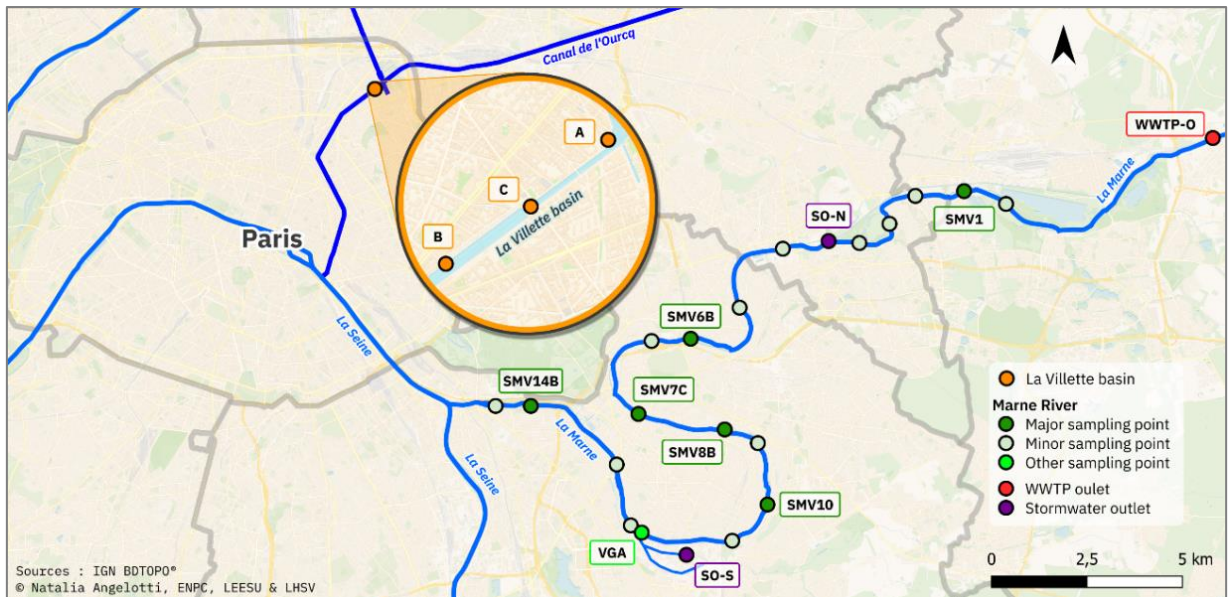 Canal de l'Ourcq
A
WWTP-O
La Marne
C
SMV1
La Villette basin
SO-N
B
Paris
SMV6B
La Seine
SMV14B
SMV7C
La Marne
SMV8B
La Seine
SMV10
VGA
SO-S
La Villette basin
Marne River
Major sampling point
Minor sampling point
Other sampling point
WWTP oulet
Stormwater outlet
0 2,5 5 km
Sources : IGN BDTOPO®
© Natalia Angelotti, ENPC, LEESU & LHSV